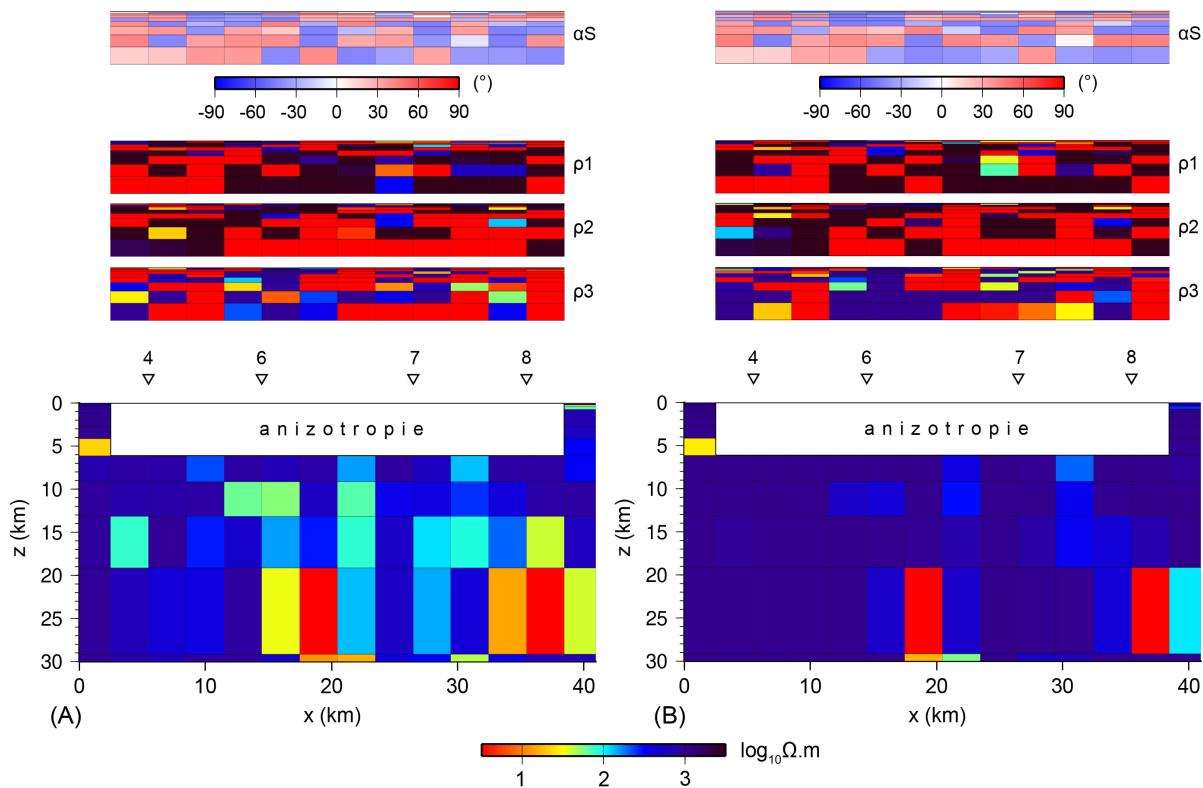 αS αS
(°) (°)
-90 -60 -30 0 30 60 90 -90 -60 -30 0 30 60 90
ρ1 ρ1
ρ2 ρ2
ρ3 ρ3
4 6 7 8 4 6 7 8
0 0
anizotropie anizotropie
5 5
10 10
z (km) z (km)
15 15
20 20
25 25
30 30
0 10 20 30 40 0 10 20 30 40
(A) x (km) (B) x (km)
log₁₀Ω.m
1 2 3